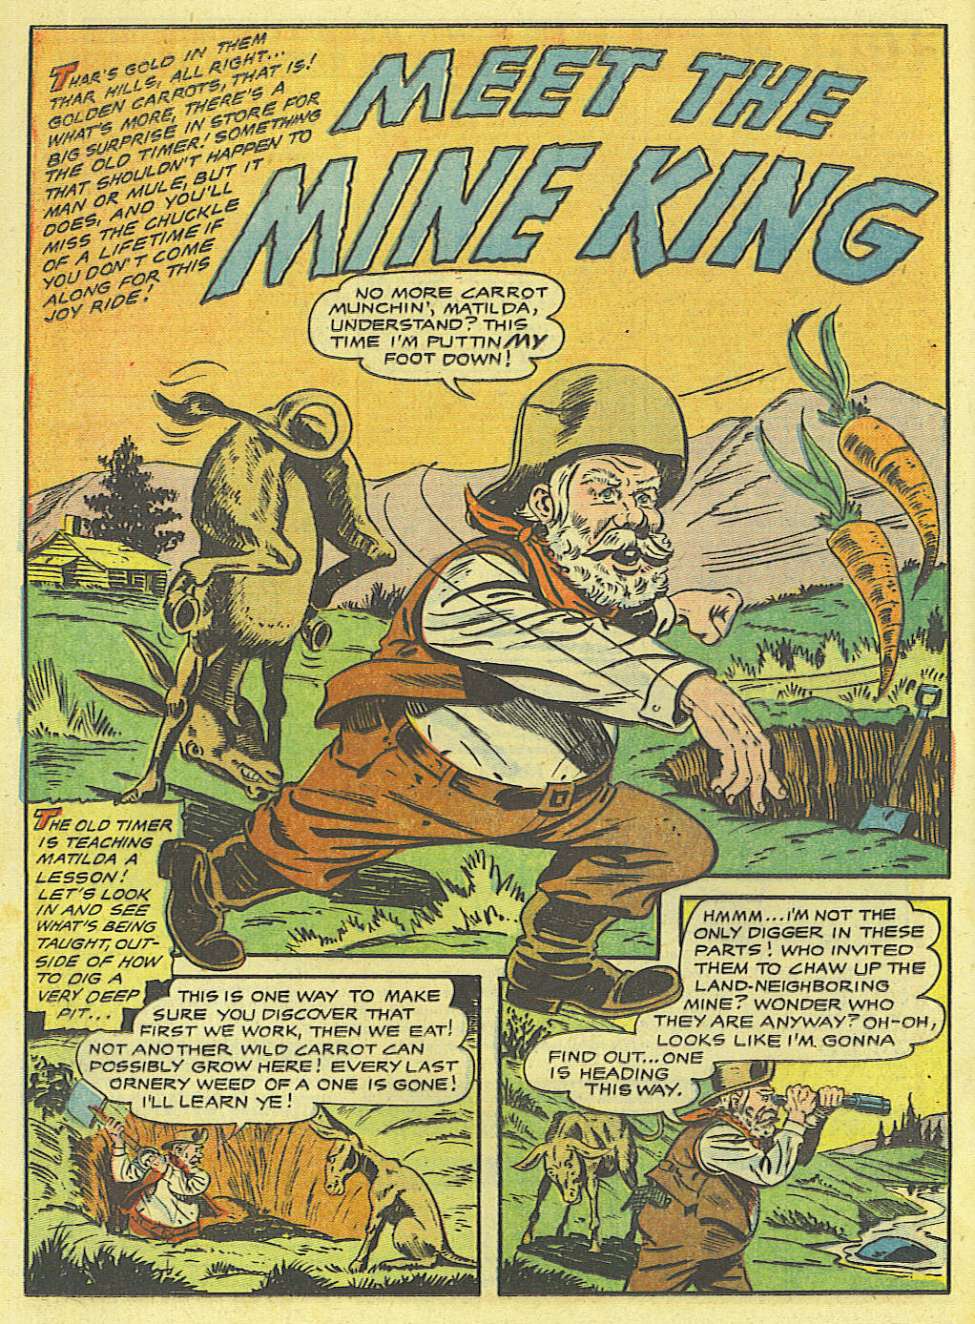 THAR'S GOLD IN THEM
THAR HILLS, ALL RIGHT...
GOLDEN CARROTS, THAT IS!
WHAT'S MORE, THERE'S A
BIG SURPRISE IN STORE FOR
THE OLD TIMER! SOMETHING
THAT SHOULDN'T HAPPEN TO
MAN OR MULE, BUT IT
DOES, AND YOU'LL
MISS THE CHUCKLE
OF A LIFETIME IF
YOU DON'T COME
ALONG FOR THIS
JOY RIDE!
MEET THE
MINE KING
NO MORE CARROT
MUNCHIN', MATILDA,
UNDERSTAND? THIS
TIME I'M PUTTIN MY
FOOT DOWN!
THE OLD TIMER
IS TEACHING
MATILDA A
LESSON!
LET'S LOOK
IN AND SEE
WHAT'S BEING
TAUGHT, OUT-
SIDE OF HOW
TO DIG A
VERY DEEP
PIT...
THIS IS ONE WAY TO MAKE
SURE YOU DISCOVER THAT
FIRST WE WORK, THEN WE EAT!
NOT ANOTHER WILD CARROT CAN
POSSIBLY GROW HERE! EVERY LAST
ORNERY WEED OF A ONE IS GONE!
I'LL LEARN YE!
HMMM...I'M NOT THE
ONLY DIGGER IN THESE
PARTS! WHO INVITED
THEM TO CHAW UP THE
LAND-NEIGHBORING
MINE? WONDER WHO
THEY ARE ANYWAY? OH-OH,
LOOKS LIKE I'M GONNA
FIND OUT...ONE
IS HEADING
THIS WAY.